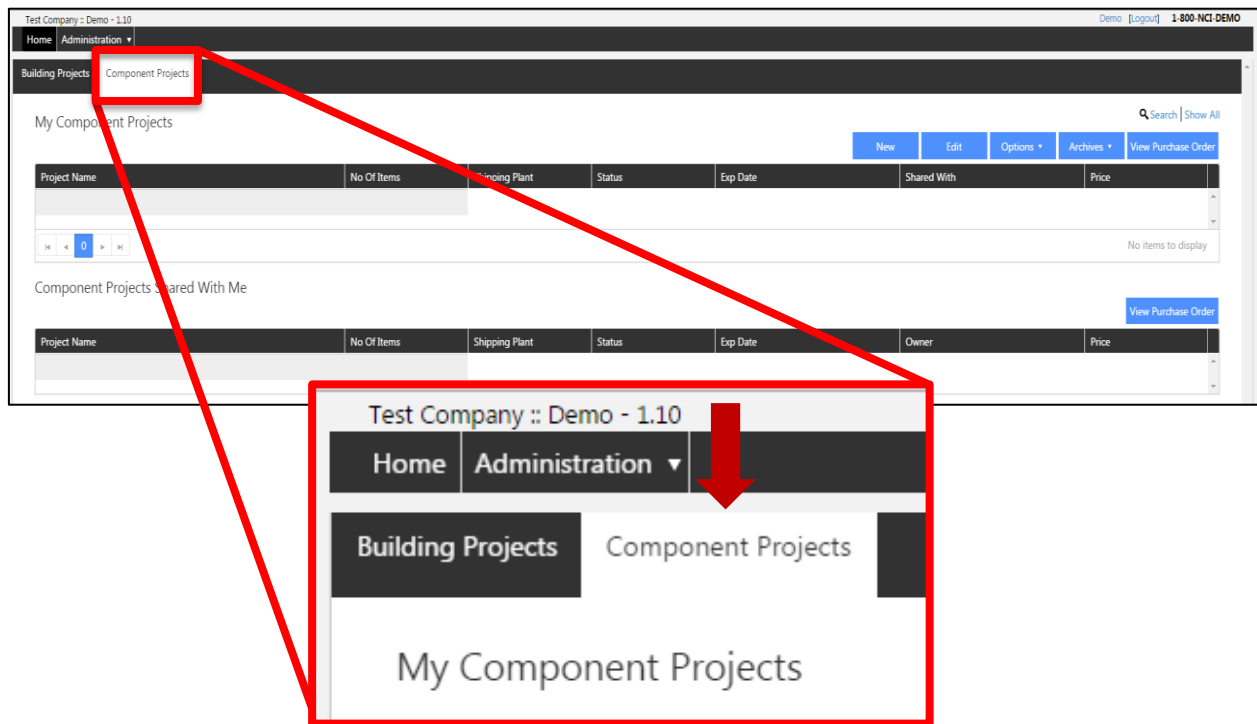 Test Company :: Demo - 1.10 Demo [Logout] 1-800-NCI-DEMO
Home Administration ▾
Building Projects Component Projects
My Component Projects
Search | Show All
New Edit Options ▾ Archives ▾ View Purchase Order
Project Name No Of Items Shipping Plant Status Exp Date Shared With Price
0
No items to display
Component Projects Shared With Me
View Purchase Order
Project Name No Of Items Shipping Plant Status Exp Date Owner Price
Test Company :: Demo - 1.10
Home Administration ▾
Building Projects Component Projects
My Component Projects